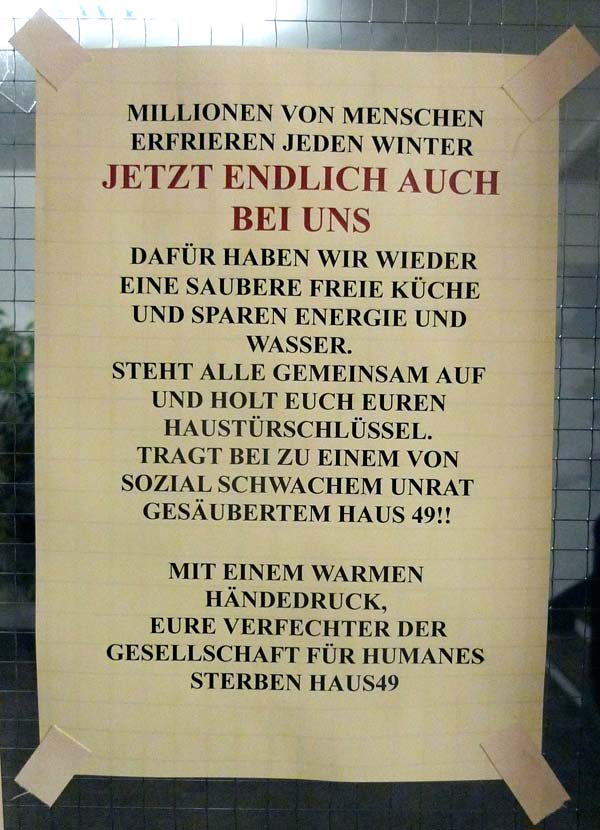 MILLIONEN VON MENSCHEN
ERFRIEREN JEDEN WINTER
JETZT ENDLICH AUCH
BEI UNS
DAFÜR HABEN WIR WIEDER
EINE SAUBERE FREIE KÜCHE
UND SPAREN ENERGIE UND
WASSER.
STEHT ALLE GEMEINSAM AUF
UND HOLT EUCH EUREN
HAUSTÜRSCHLÜSSEL.
TRAGT BEI ZU EINEM VON
SOZIAL SCHWACHEM UNRAT
GESÄUBERTEM HAUS 49!!
MIT EINEM WARMEN
HÄNDEDRUCK,
EURE VERFECHTER DER
GESELLSCHAFT FÜR HUMANES
STERBEN HAUS49